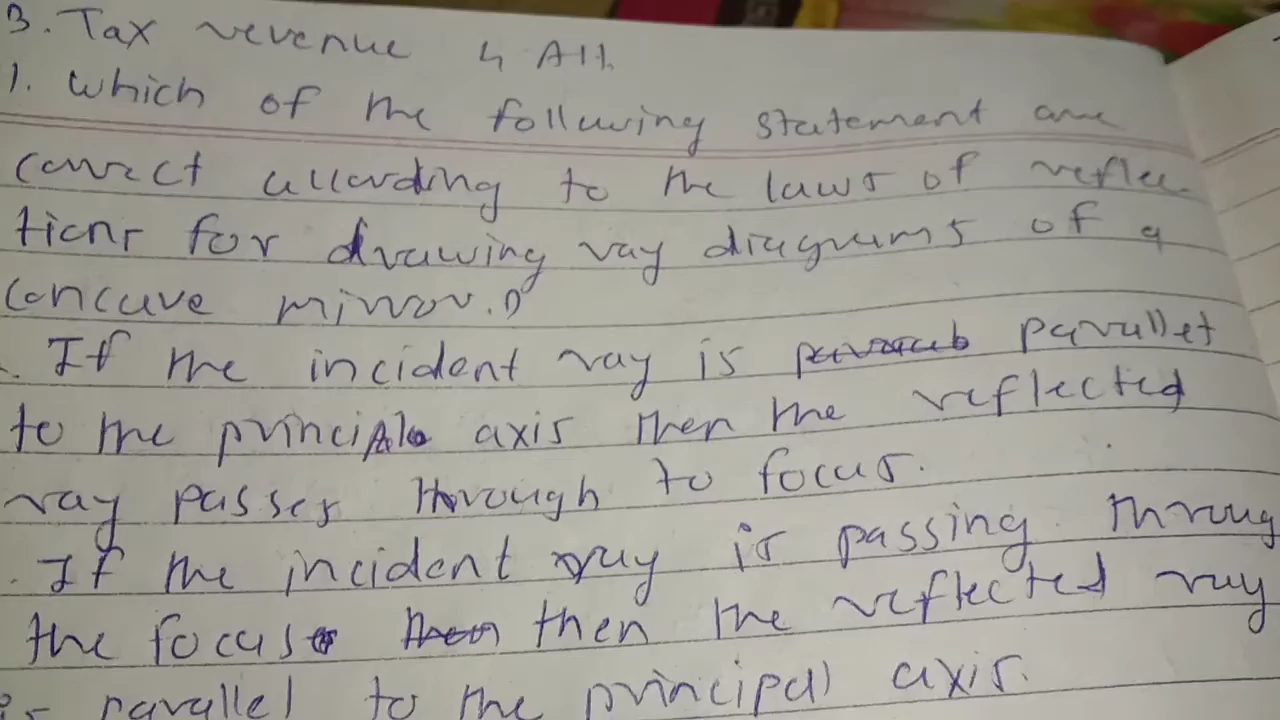 3. Tax revenue 4 All.
1. Which of the following statement are
correct according to the laws of reflec-
tions for drawing ray diagrams of a
concave mirror.?
. If the incident ray is parallel
to the principle axis then the reflected
ray passes through to focus.
. If the incident ray is passing throug
the focus then the reflected ray
is parallel to the principal axis.